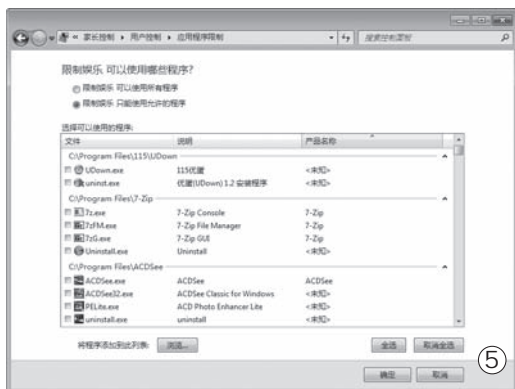 « 家长控制 ▸ 用户控制 ▸ 应用程序限制
搜索控制面板
限制娱乐 可以使用哪些程序?
限制娱乐 可以使用所有程序
限制娱乐 只能使用允许的程序
选择可以使用的程序:
文件 说明 产品名称
C:\Program Files\115\UDown
UDown.exe 115优蛋 <未知>
uninst.exe 优蛋(UDown) 1.2 安装程序 <未知>
C:\Program Files\7-Zip
7z.exe 7-Zip Console 7-Zip
7zFM.exe 7-Zip File Manager 7-Zip
7zG.exe 7-Zip GUI 7-Zip
Uninstall.exe Uninstall <未知>
C:\Program Files\ACDSee
ACDSee.exe ACDSee ACDSee
ACDSee32.exe ACDSee Classic for Windows <未知>
PELite.exe ACD Photo Enhancer Lite <未知>
uninstall.exe uninstall <未知>
将程序添加到此列表: 浏览... 全选 取消全选
确定 取消
⑤